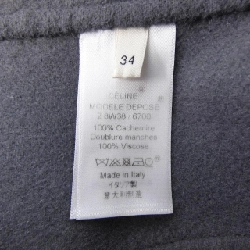 34
CELINE
MODELE DEPOSE
100% Cachemire
Doublure manches
100% Viscose
Made in Italy
イタリア製
意大利制造